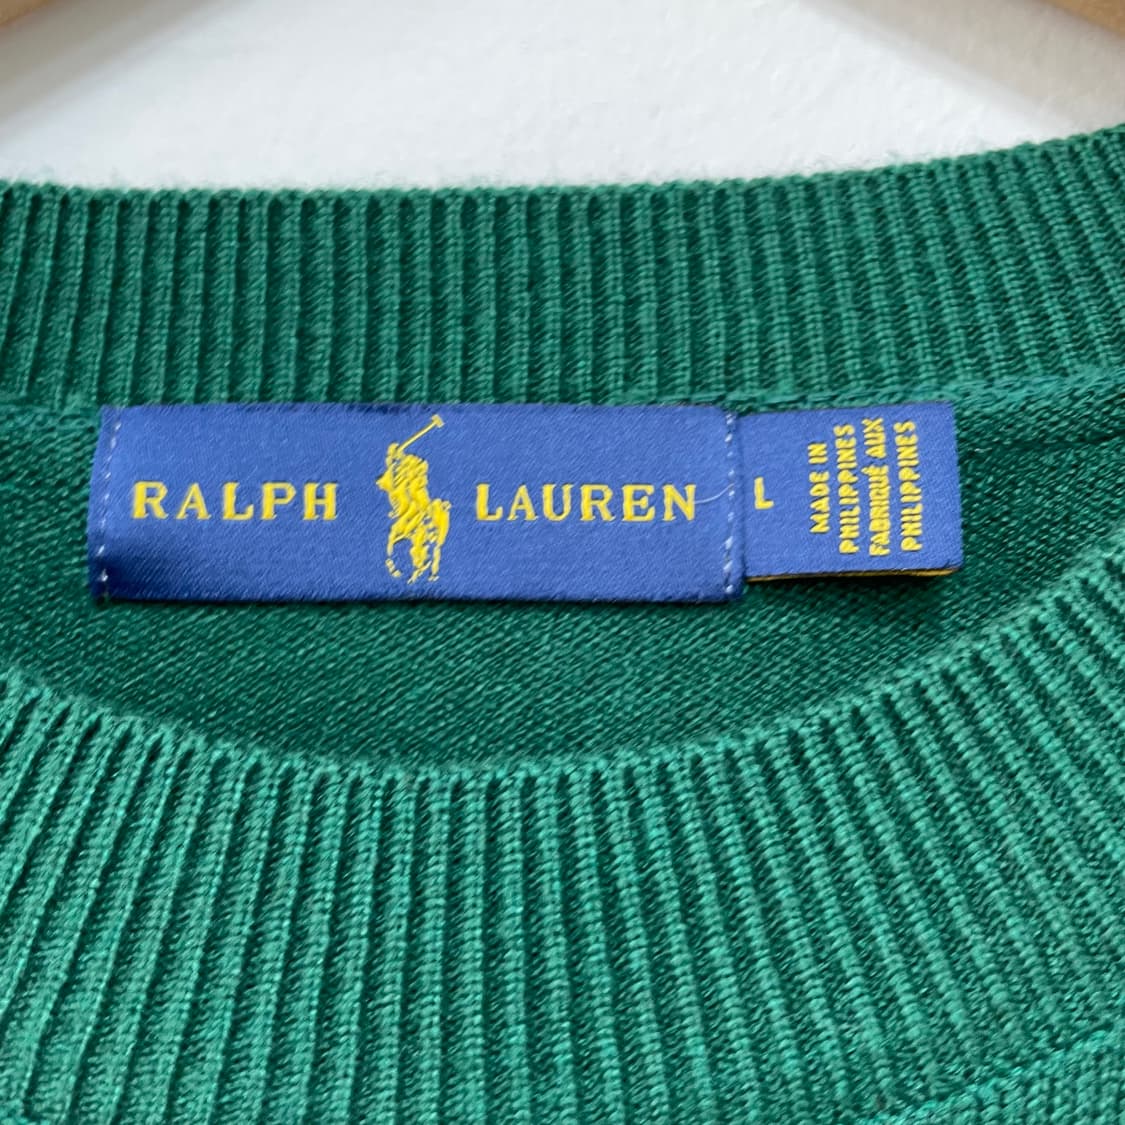 RALPH LAUREN
L
MADE IN
PHILIPPINES
FABRIQUÉ AUX
PHILIPPINES